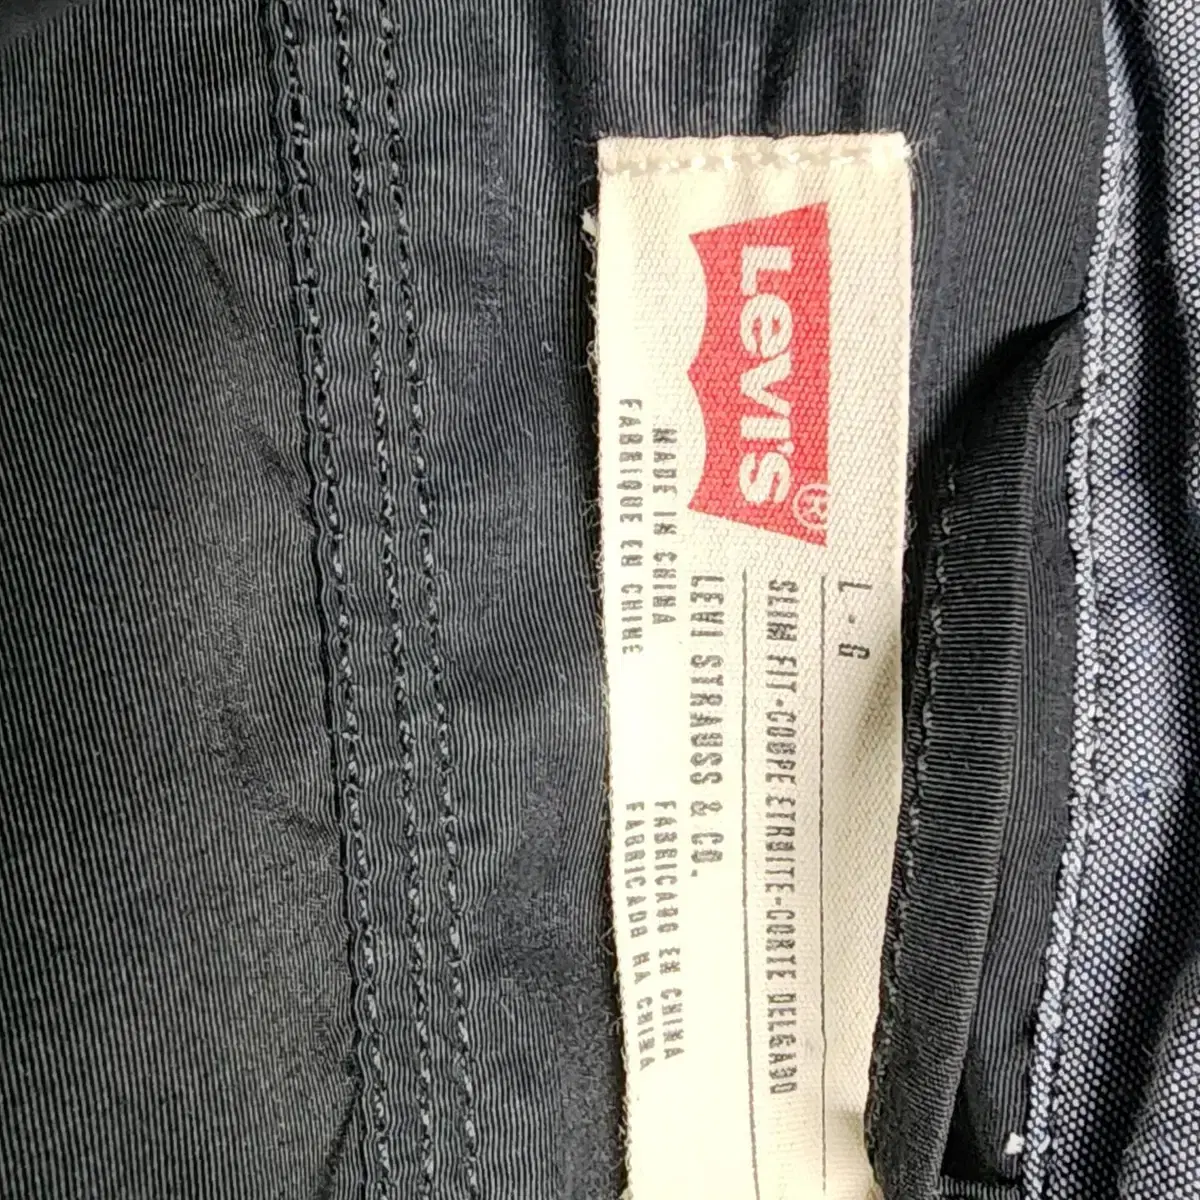 Levi's®
L - G
SLIM FIT-COUPE ETROITE-CORTE DELGADO
LEVI STRAUSS & CO.
MADE IN CHINA
FABRIQUE EN CHINE
FABRICADO EN CHINA
FABRICADO NA CHINA